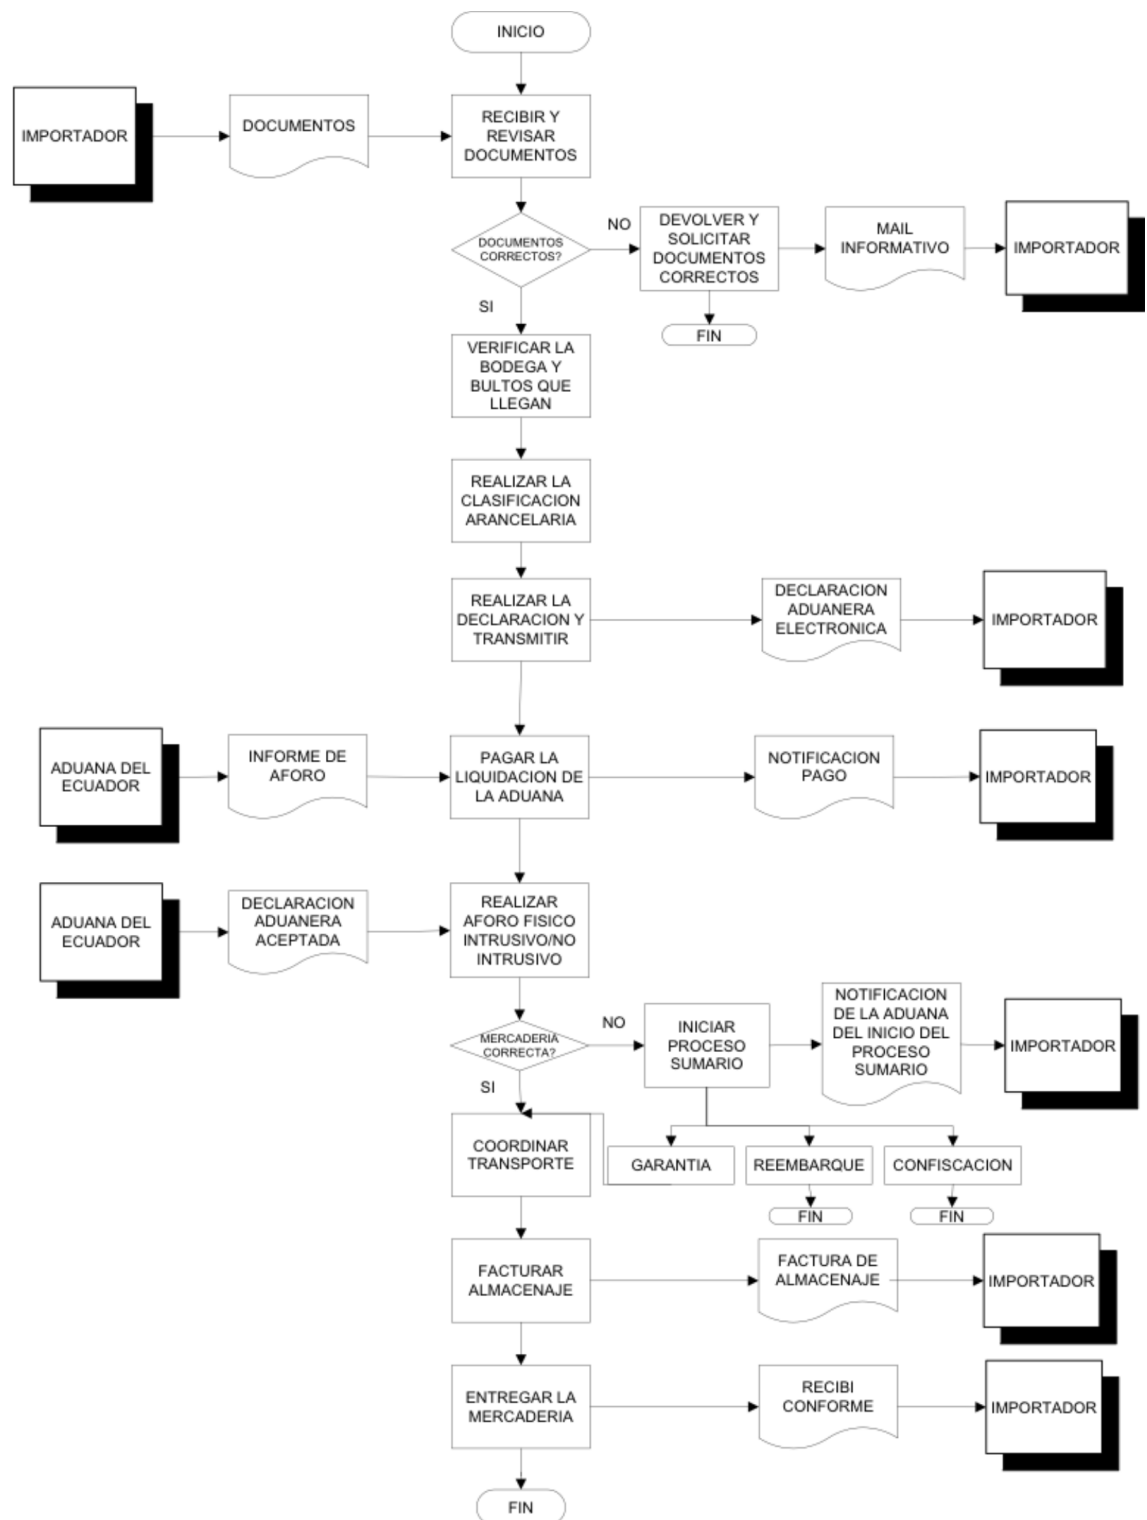 INICIO
IMPORTADOR
DOCUMENTOS
RECIBIR Y
REVISAR
DOCUMENTOS
DOCUMENTOS
CORRECTOS?
NO
DEVOLVER Y
SOLICITAR
DOCUMENTOS
CORRECTOS
MAIL
INFORMATIVO
IMPORTADOR
SI
FIN
VERIFICAR LA
BODEGA Y
BULTOS QUE
LLEGAN
REALIZAR LA
CLASIFICACION
ARANCELARIA
REALIZAR LA
DECLARACION Y
TRANSMITIR
DECLARACION
ADUANERA
ELECTRONICA
IMPORTADOR
ADUANA DEL
ECUADOR
INFORME DE
AFORO
PAGAR LA
LIQUIDACION DE
LA ADUANA
NOTIFICACION
PAGO
IMPORTADOR
ADUANA DEL
ECUADOR
DECLARACION
ADUANERA
ACEPTADA
REALIZAR
AFORO FISICO
INTRUSIVO/NO
INTRUSIVO
MERCADERIA
CORRECTA?
NO
INICIAR
PROCESO
SUMARIO
NOTIFICACION
DE LA ADUANA
DEL INICIO DEL
PROCESO
SUMARIO
IMPORTADOR
SI
COORDINAR
TRANSPORTE
GARANTIA
REEMBARQUE
CONFISCACION
FIN
FIN
FACTURAR
ALMACENAJE
FACTURA DE
ALMACENAJE
IMPORTADOR
ENTREGAR LA
MERCADERIA
RECIBI
CONFORME
IMPORTADOR
FIN